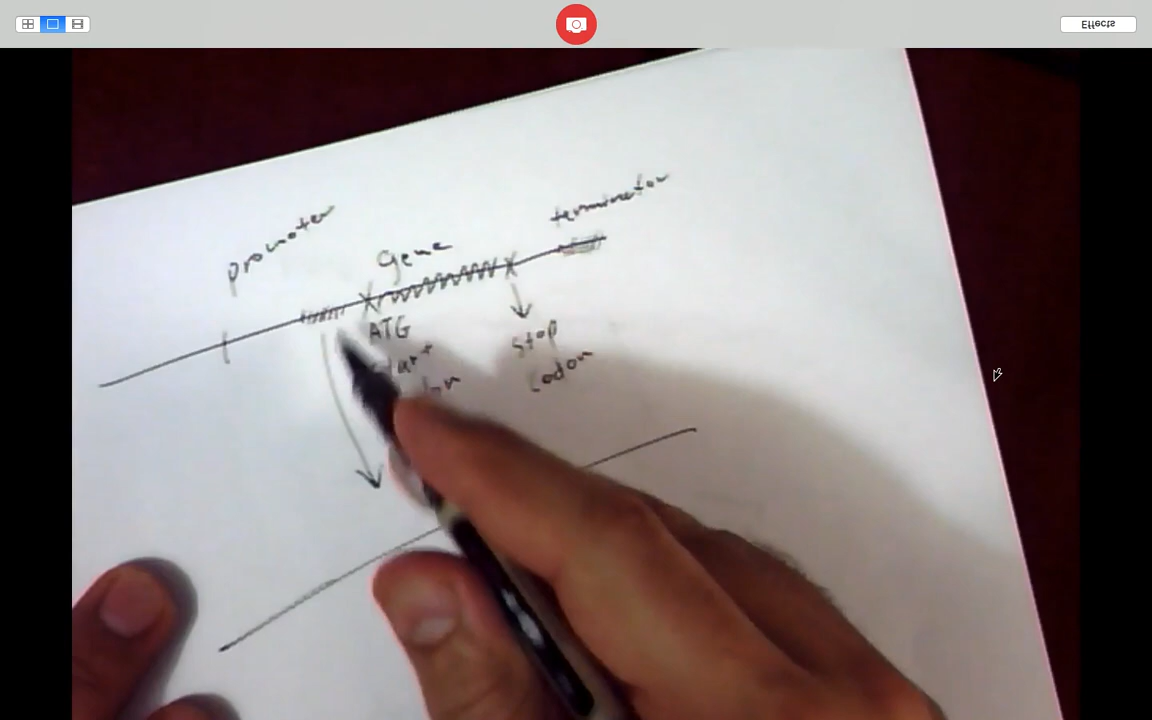 Effects
promoter
Gene
terminator
ATG
Start
Stop
Codon